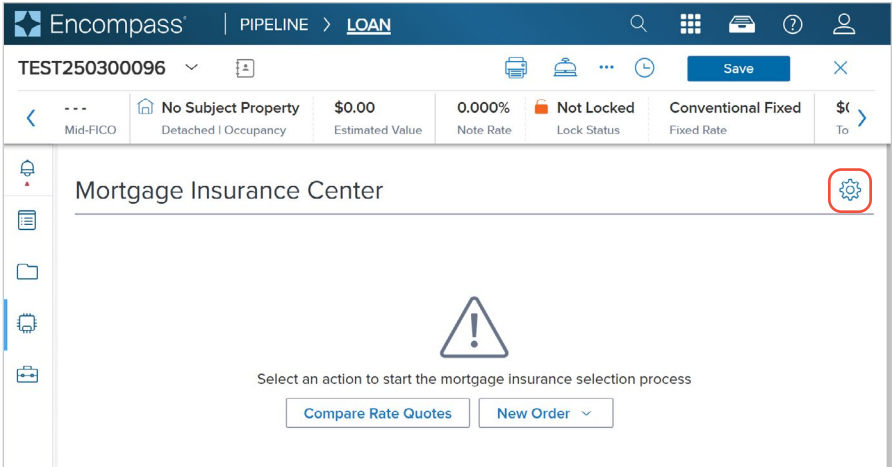 Encompass® | PIPELINE > LOAN
TEST250300096
Save
--- No Subject Property $0.00 0.000% Not Locked Conventional Fixed
Mid-FICO Detached | Occupancy Estimated Value Note Rate Lock Status Fixed Rate
Mortgage Insurance Center
Select an action to start the mortgage insurance selection process
Compare Rate Quotes New Order